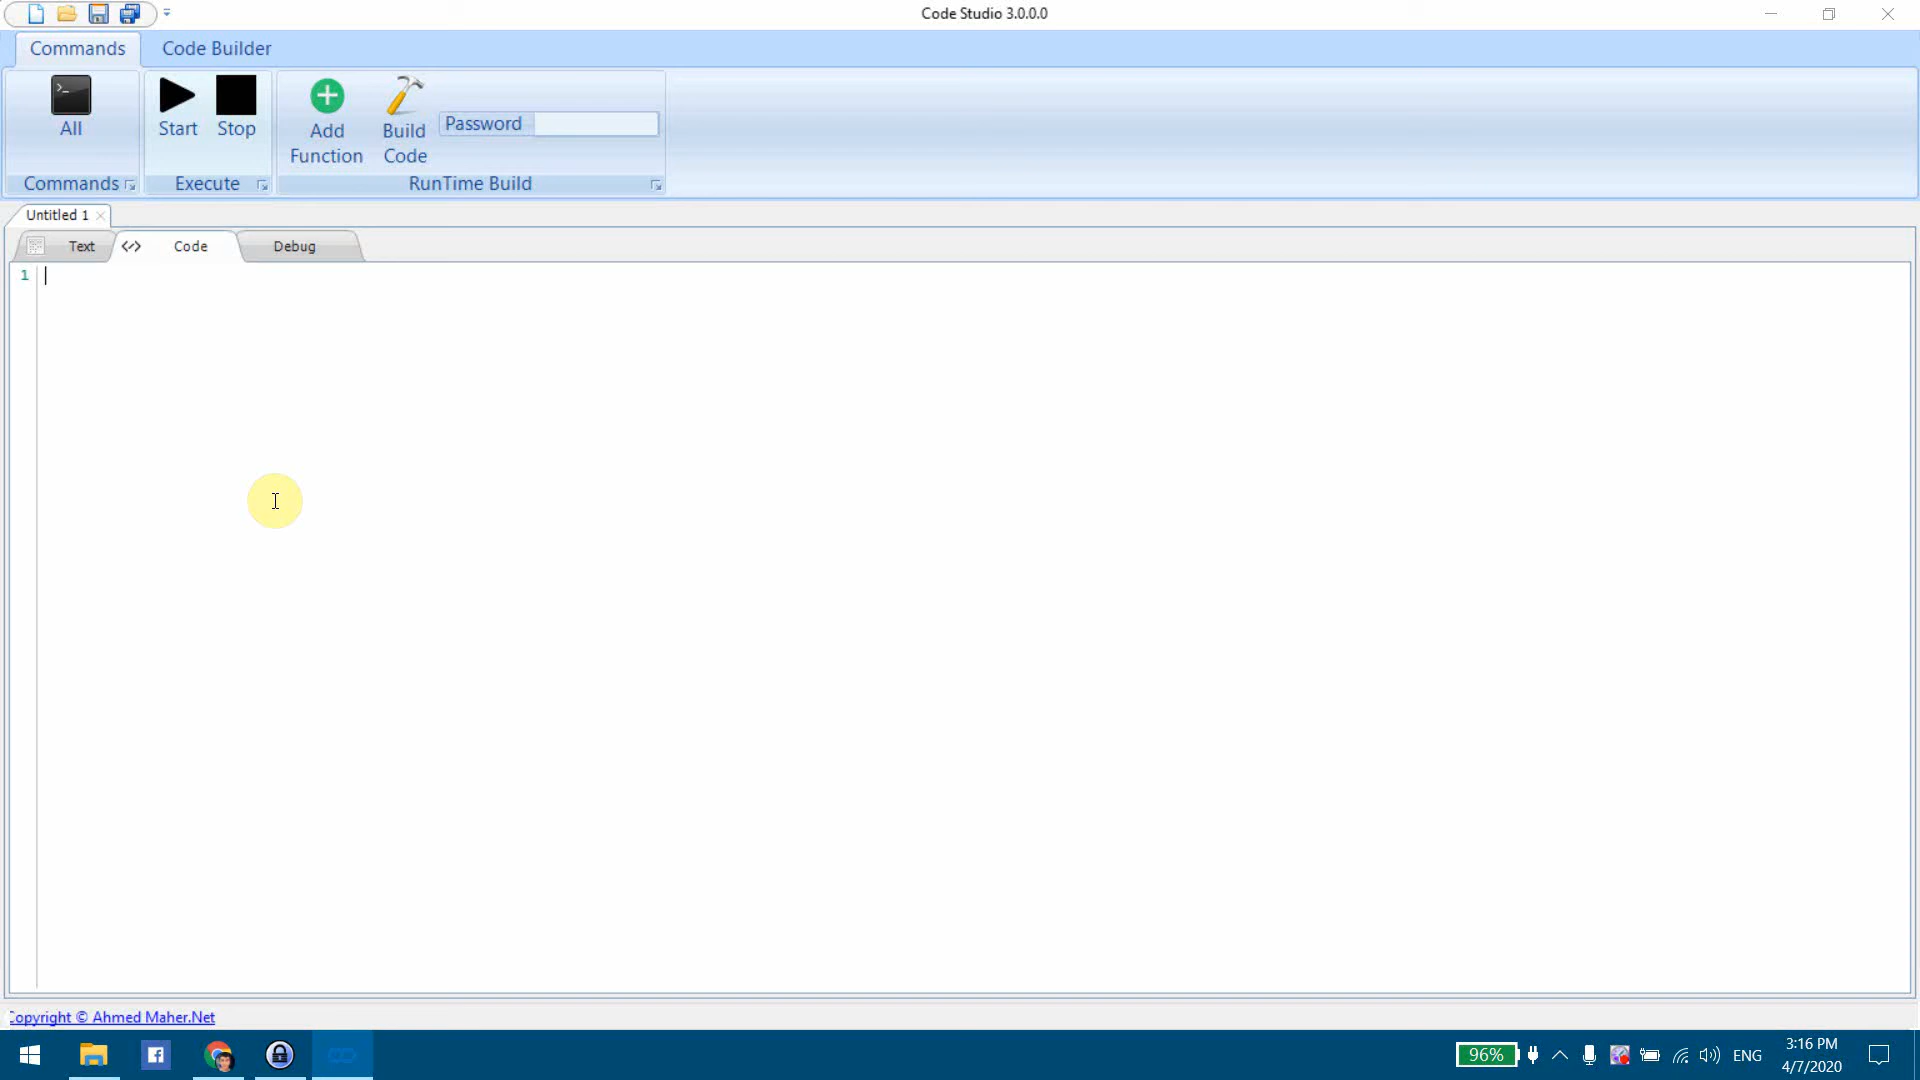 Code Studio 3.0.0.0
Commands
Code Builder
All
Start
Stop
Add
Function
Build
Code
Password
Commands
Execute
RunTime Build
Untitled 1
Text
Code
Debug
1
Copyright © Ahmed Maher.Net
96%
ENG
3:16 PM
4/7/2020